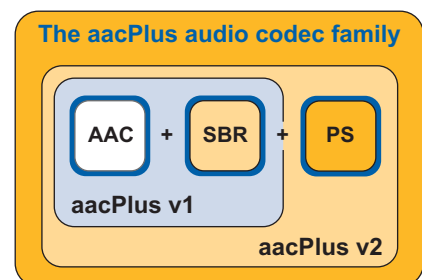 The aacPlus audio codec family
AAC + SBR + PS
aacPlus v1
aacPlus v2